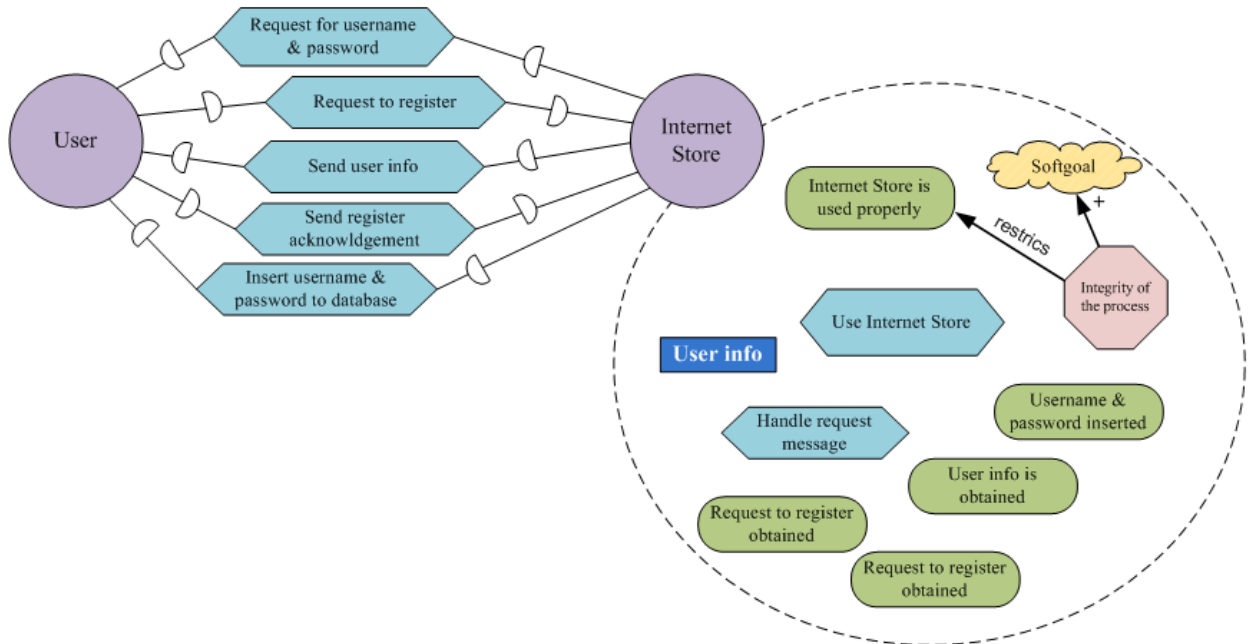 Request for username
& password
Request to register
User
Send user info
Send register
acknowldgement
Insert username &
password to database
Internet
Store
Internet Store is
used properly
Softgoal
+
restrics
Integrity of
the process
Use Internet Store
User info
Username &
password inserted
Handle request
message
User info is
obtained
Request to register
obtained
Request to register
obtained